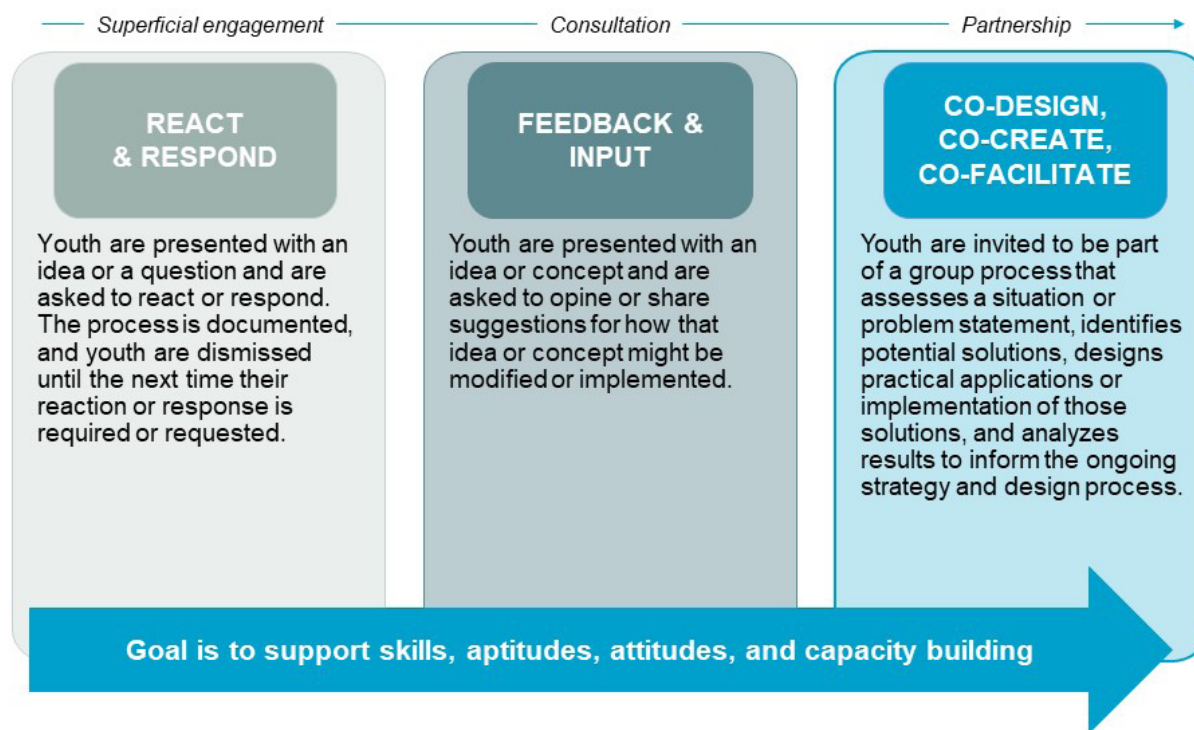 Superficial engagement
Consultation
Partnership
REACT
& RESPOND
Youth are presented with an
idea or a question and are
asked to react or respond.
The process is documented,
and youth are dismissed
until the next time their
reaction or response is
required or requested.
FEEDBACK &
INPUT
Youth are presented with an
idea or concept and are
asked to opine or share
suggestions for how that
idea or concept might be
modified or implemented.
CO-DESIGN,
CO-CREATE,
CO-FACILITATE
Youth are invited to be part
of a group process that
assesses a situation or
problem statement, identifies
potential solutions, designs
practical applications or
implementation of those
solutions, and analyzes
results to inform the ongoing
strategy and design process.
Goal is to support skills, aptitudes, attitudes, and capacity building